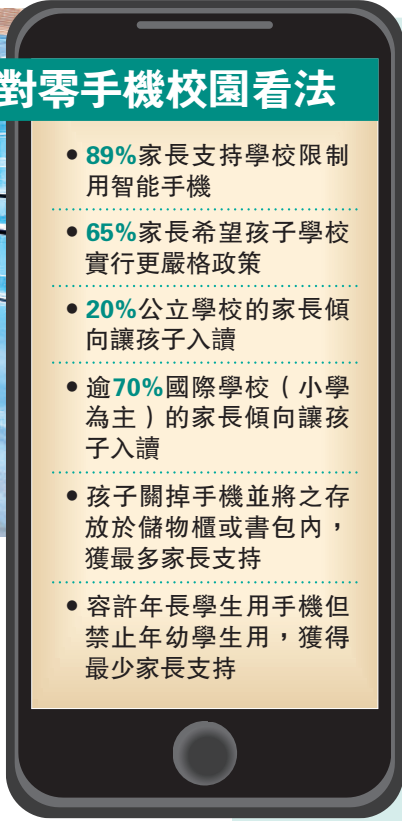 對零手機校園看法
• 89%家長支持學校限制
用智能手機
• 65%家長希望孩子學校
實行更嚴格政策
• 20%公立學校的家長傾
向讓孩子入讀
• 逾70%國際學校（小學
為主）的家長傾向讓孩
子入讀
• 孩子關掉手機並將之存
放於儲物櫃或書包內，
獲最多家長支持
• 容許年長學生用手機但
禁止年幼學生用，獲得
最少家長支持